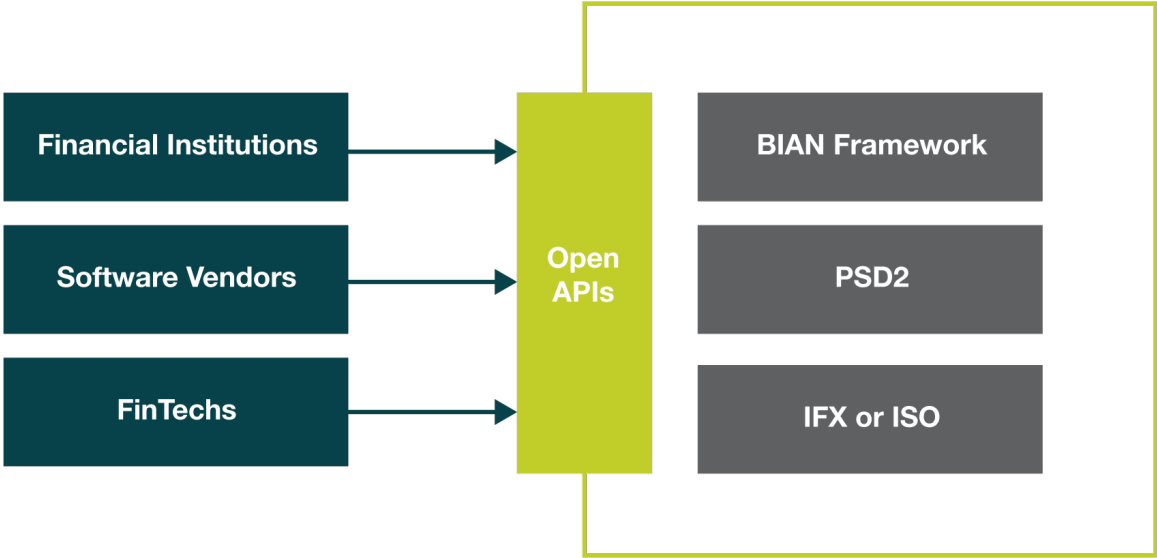 Financial Institutions
Software Vendors
FinTechs
Open
APIs
BIAN Framework
PSD2
IFX or ISO